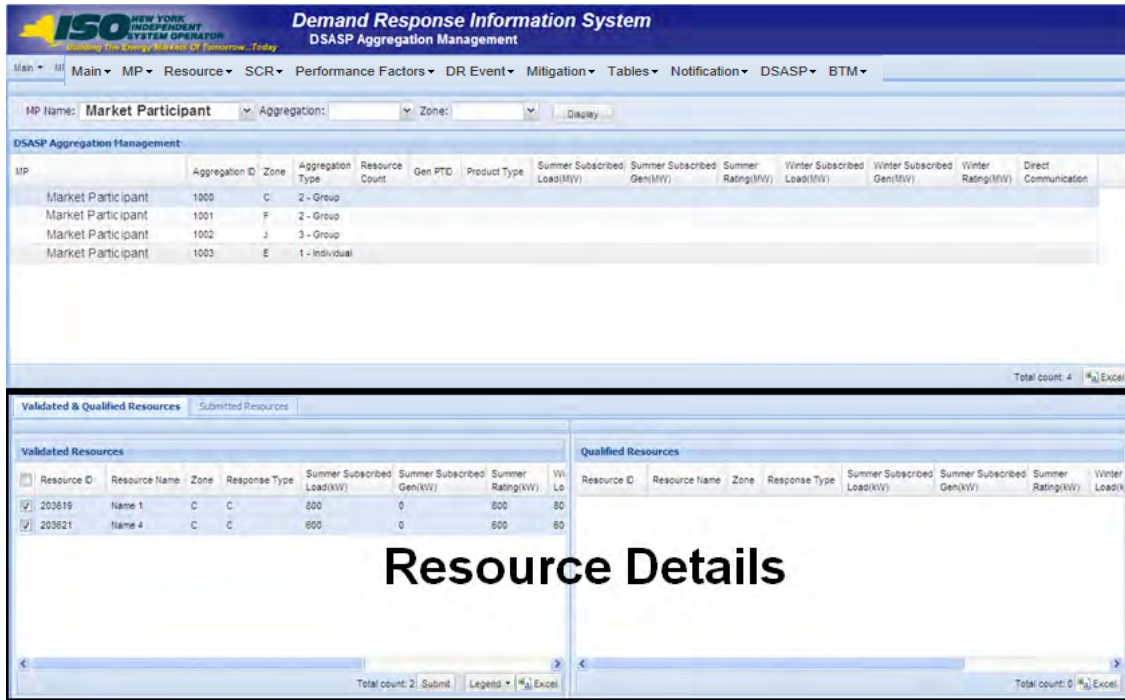 NEW YORK
INDEPENDENT
SYSTEM OPERATOR
ISO
Building The Energy Markets Of Tomorrow...Today
Demand Response Information System
DSASP Aggregation Management
Main
Main MP Resource SCR Performance Factors DR Event Mitigation Tables Notification DSASP BTM
MP Name: Market Participant Aggregation: Zone: Display
DSASP Aggregation Management
MP Aggregation ID Zone Aggregation Type Resource Count Gen PTID Product Type Summer Subscribed Load(MW) Summer Subscribed Gen(MW) Summer Rating(MW) Winter Subscribed Load(MW) Winter Subscribed Gen(MW) Winter Rating(MW) Direct Communication
Market Participant 1000 C 2 - Group
Market Participant 1001 F 2 - Group
Market Participant 1002 J 3 - Group
Market Participant 1003 E 1 - Individual
Total count: 4 Excel
Validated & Qualified Resources Submitted Resources
Validated Resources
Resource ID Resource Name Zone Response Type Summer Subscribed Load(kW) Summer Subscribed Gen(kW) Summer Rating(kW) Wi Lo
203619 Name 1 C C 800 0 800 80
203621 Name 4 C C 600 0 600 60
Total count: 2 Submit Legend Excel
Qualified Resources
Resource ID Resource Name Zone Response Type Summer Subscribed Load(kW) Summer Subscribed Gen(kW) Summer Rating(kW) Winter Load(k
Total count: 0 Excel
Resource Details